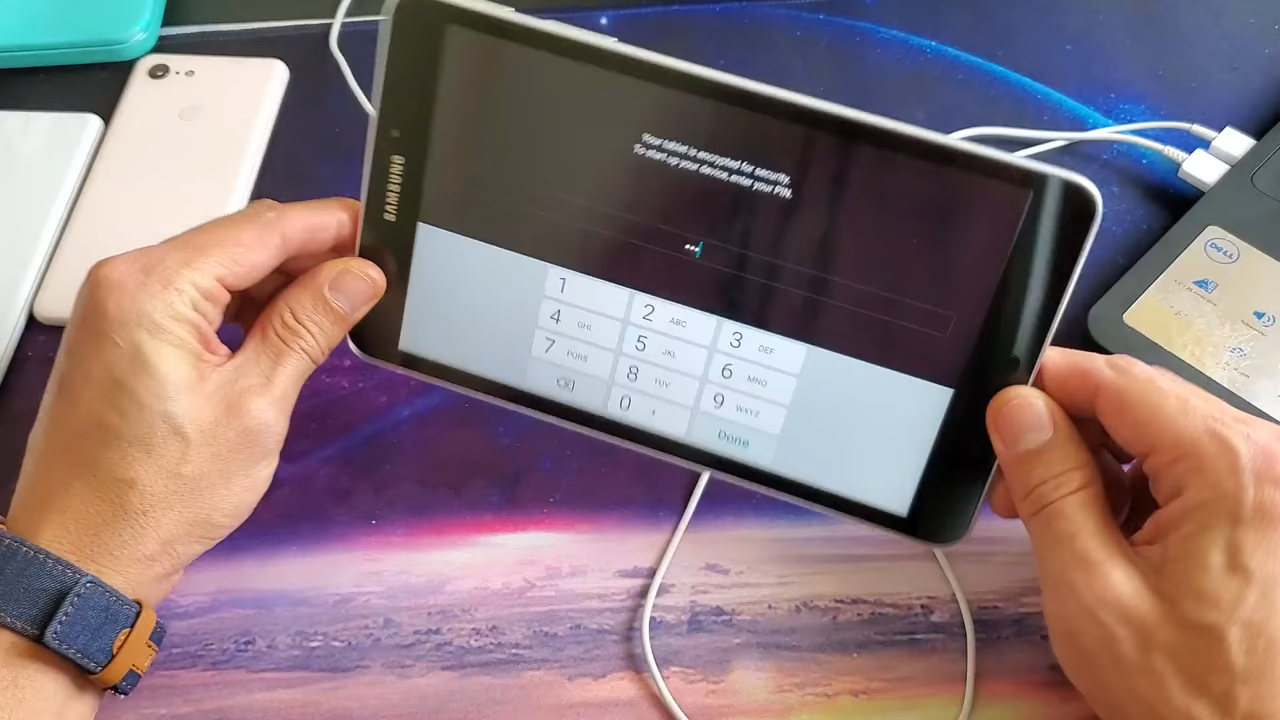 Your tablet is encrypted for security.
To start up your device, enter your PIN.
SAMSUNG
1
2 ABC
3 DEF
4 GHI
5 JKL
6 MNO
7 PQRS
8 TUV
9 WXYZ
0 +
Done
DELL